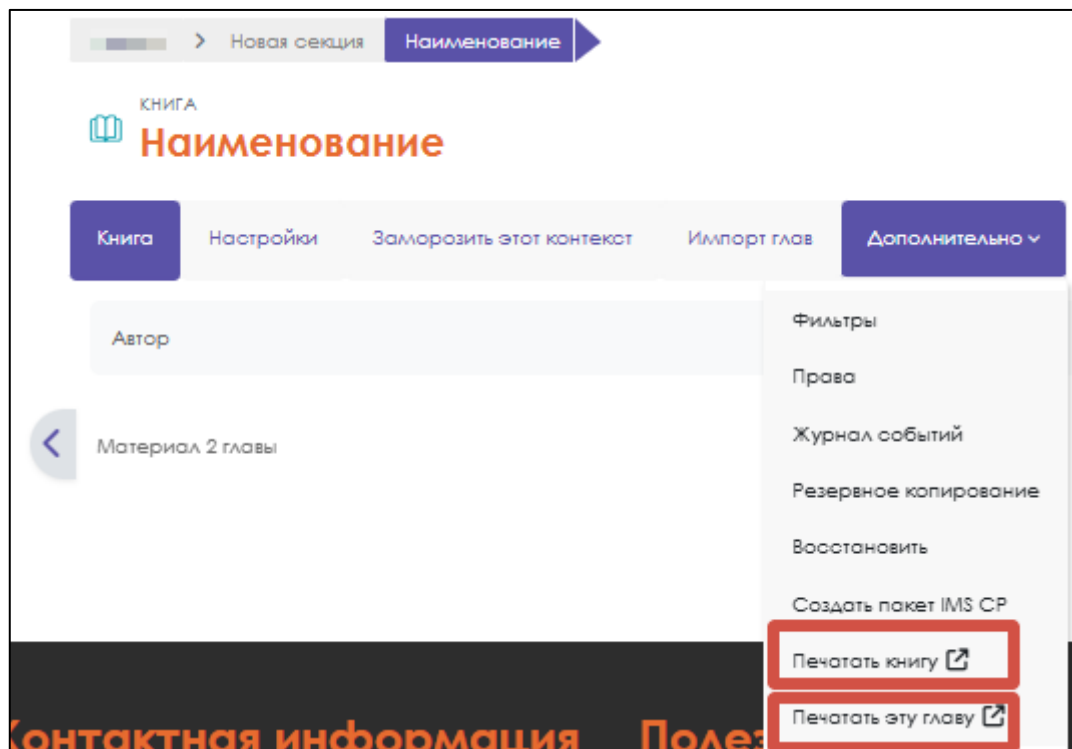 Новая секция Наименование
КНИГА
Наименование
Книга Настройки Заморозить этот контекст Импорт глав Дополнительно
Автор
Фильтры
Права
Материал 2 главы
Журнал событий
Резервное копирование
Восстановить
Создать пакет IMS CP
Печатать книгу
Печатать эту главу
информация